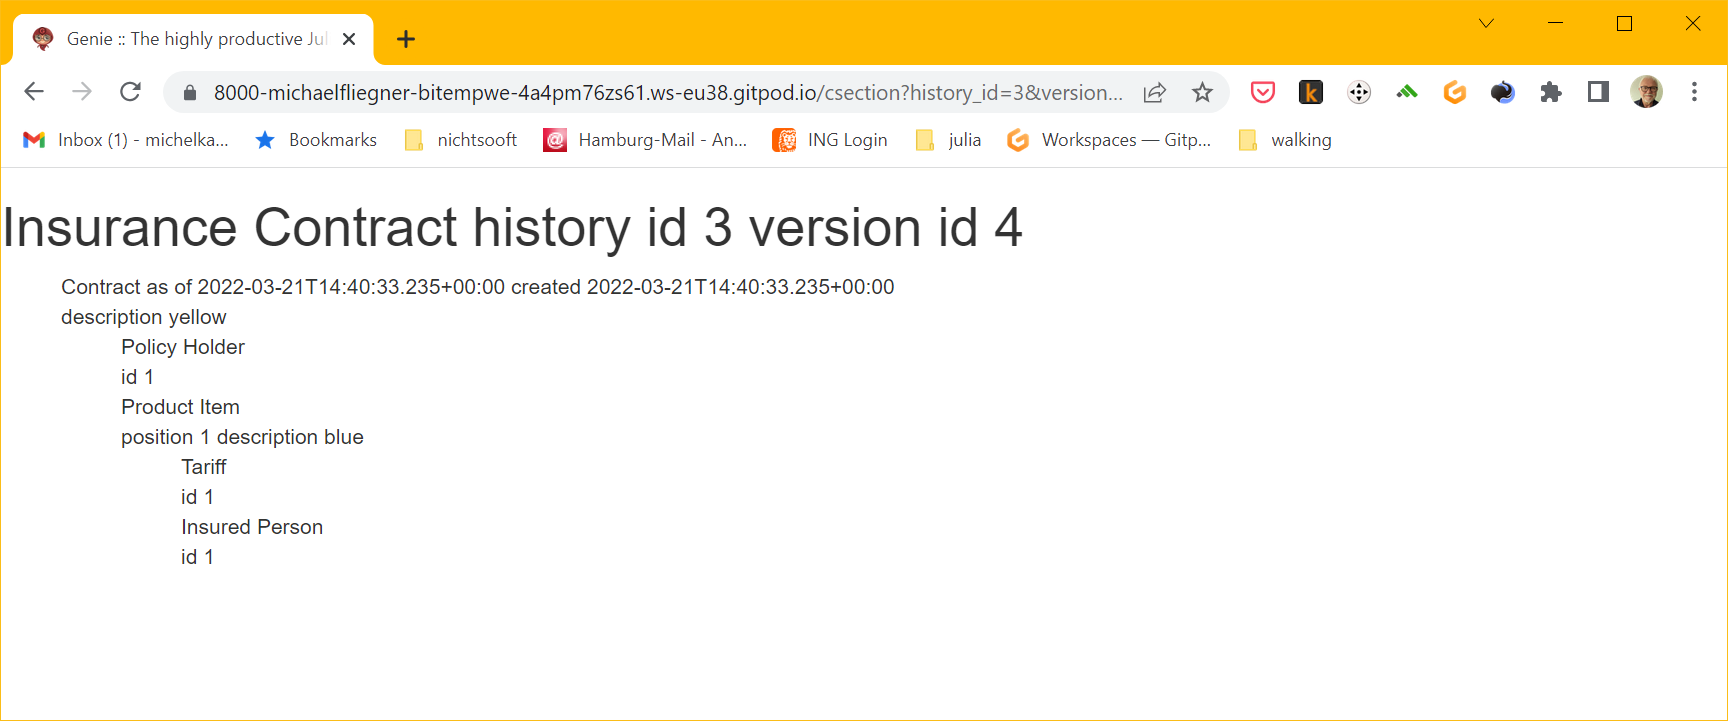 Genie :: The highly productive Jul
8000-michaelfliegner-bitempwe-4a4pm76zs61.ws-eu38.gitpod.io/csection?history_id=3&version...
Inbox (1) - michelka... Bookmarks nichtsooft Hamburg-Mail - An... ING Login julia Workspaces — Gitp... walking
Insurance Contract history id 3 version id 4
Contract as of 2022-03-21T14:40:33.235+00:00 created 2022-03-21T14:40:33.235+00:00
description yellow
Policy Holder
id 1
Product Item
position 1 description blue
Tariff
id 1
Insured Person
id 1